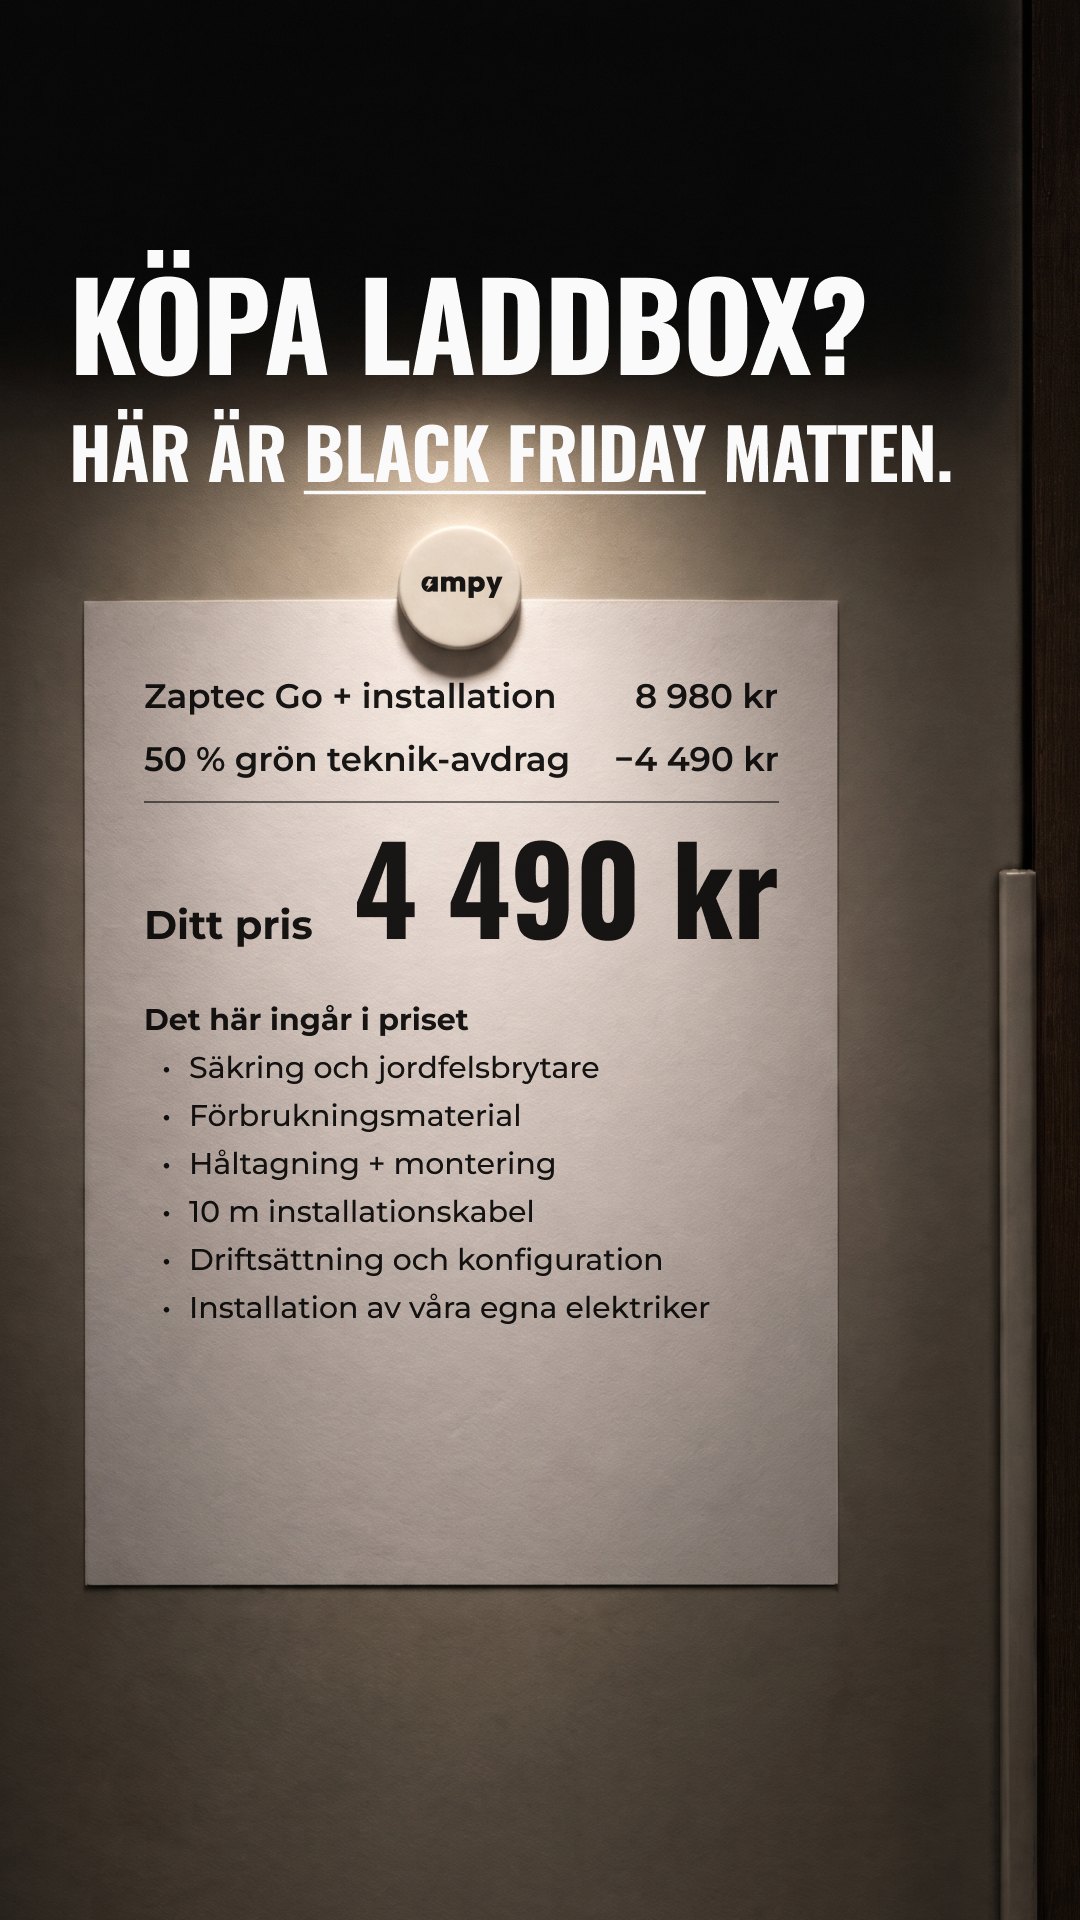 KÖPA LADDBOX?
HÄR ÄR BLACK FRIDAY MATTEN.
ampy
Zaptec Go + installation 8 980 kr
50 % grön teknik-avdrag −4 490 kr
Ditt pris 4 490 kr
Det här ingår i priset
• Säkring och jordfelsbrytare
• Förbrukningsmaterial
• Håltagning + montering
• 10 m installationskabel
• Driftsättning och konfiguration
• Installation av våra egna elektriker